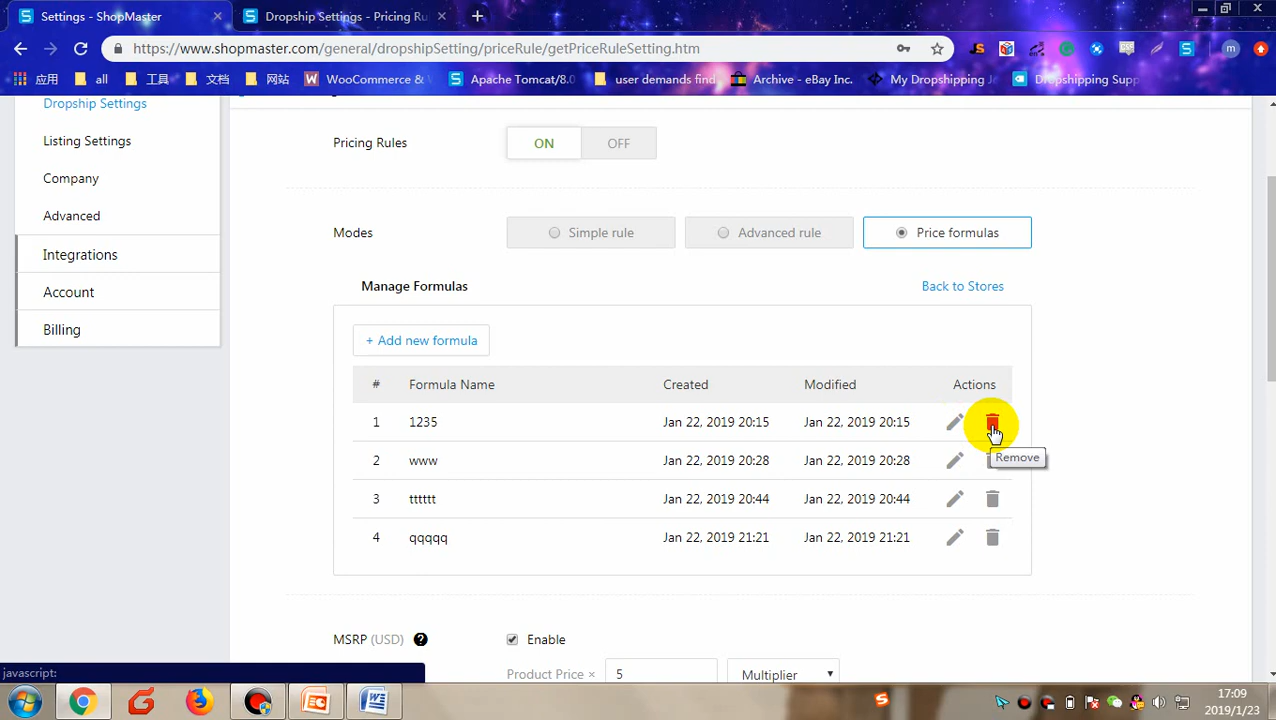 Settings - ShopMaster
Dropship Settings - Pricing Ru
https://www.shopmaster.com/general/dropshipSetting/priceRule/getPriceRuleSetting.htm
m
应用
all
工具
文档
网站
WooCommerce &
Apache Tomcat/8.0
user demands find
Archive - eBay Inc.
My Dropshipping J
Dropshipping Supp
Dropship Settings
Listing Settings
Company
Advanced
Integrations
Account
Billing
Pricing Rules
ON
OFF
Modes
Simple rule
Advanced rule
Price formulas
Manage Formulas
Back to Stores
+ Add new formula
# Formula Name Created Modified Actions
1 1235 Jan 22, 2019 20:15 Jan 22, 2019 20:15
Remove
2 www Jan 22, 2019 20:28 Jan 22, 2019 20:28
3 tttttt Jan 22, 2019 20:44 Jan 22, 2019 20:44
4 qqqqq Jan 22, 2019 21:21 Jan 22, 2019 21:21
MSRP (USD) ? Enable
Product Price × 5 Multiplier
javascript:
17:09
2019/1/23